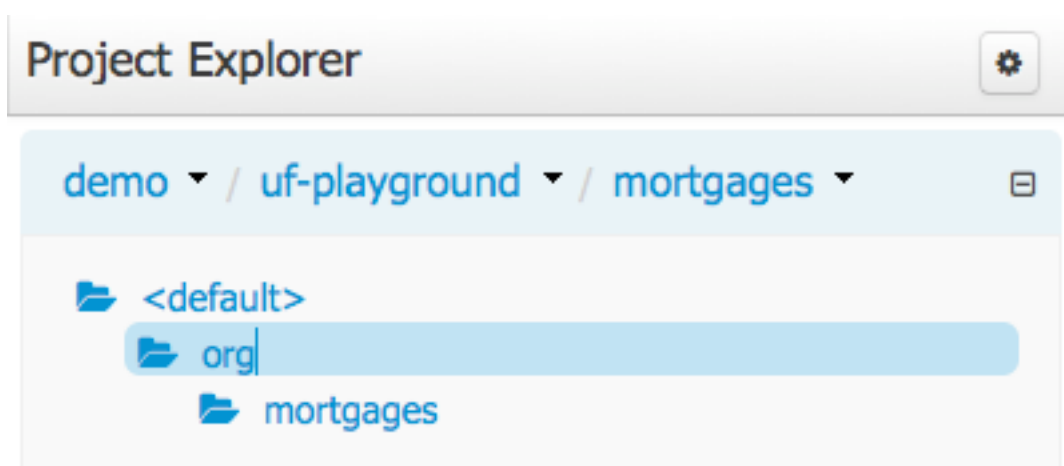 Project Explorer
demo / uf-playground / mortgages
<default>
org
mortgages